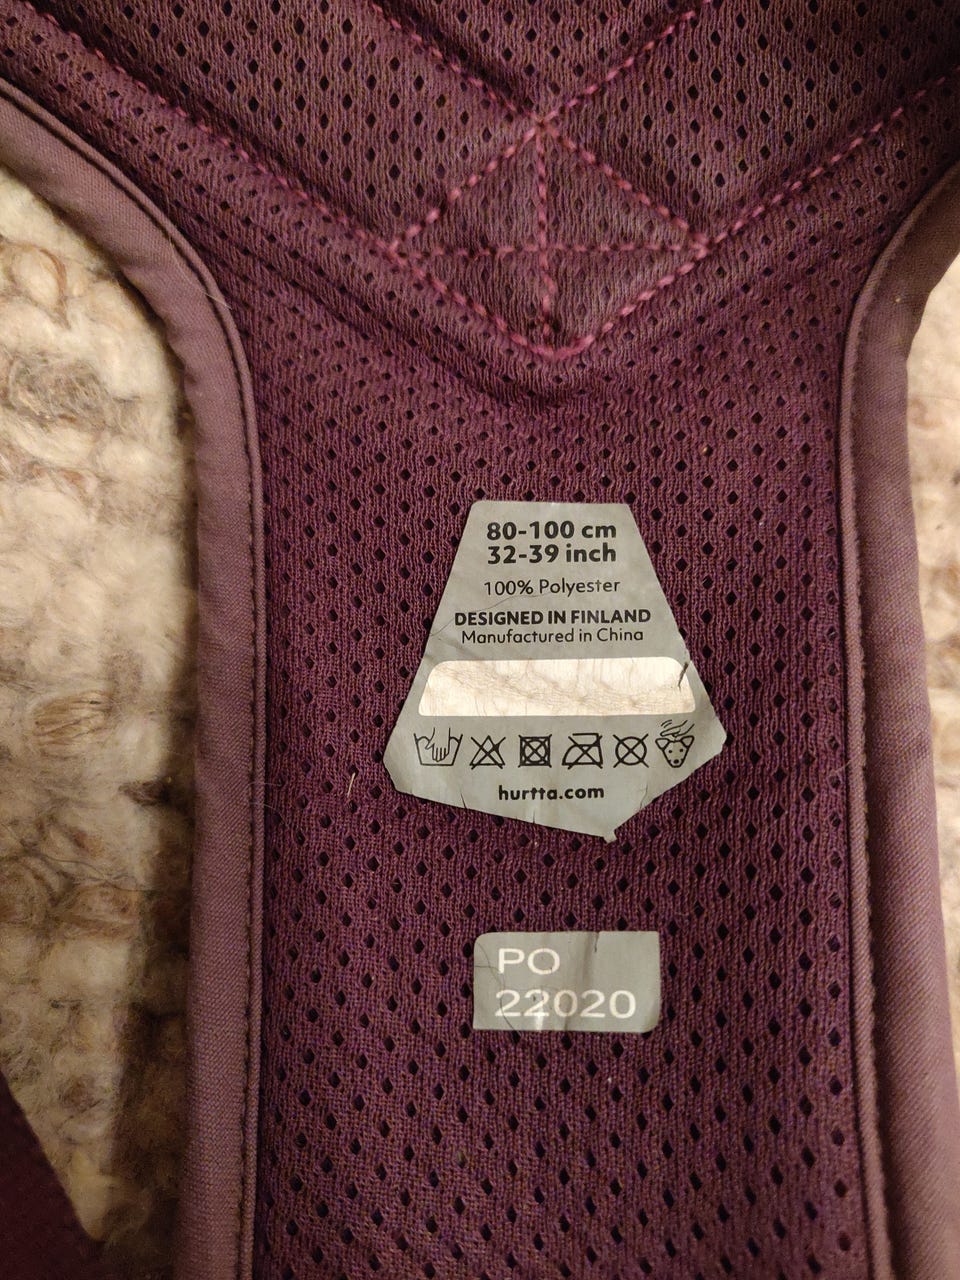 80-100 cm
32-39 inch
100% Polyester
DESIGNED IN FINLAND
Manufactured in China
hurtta.com
PO
22020